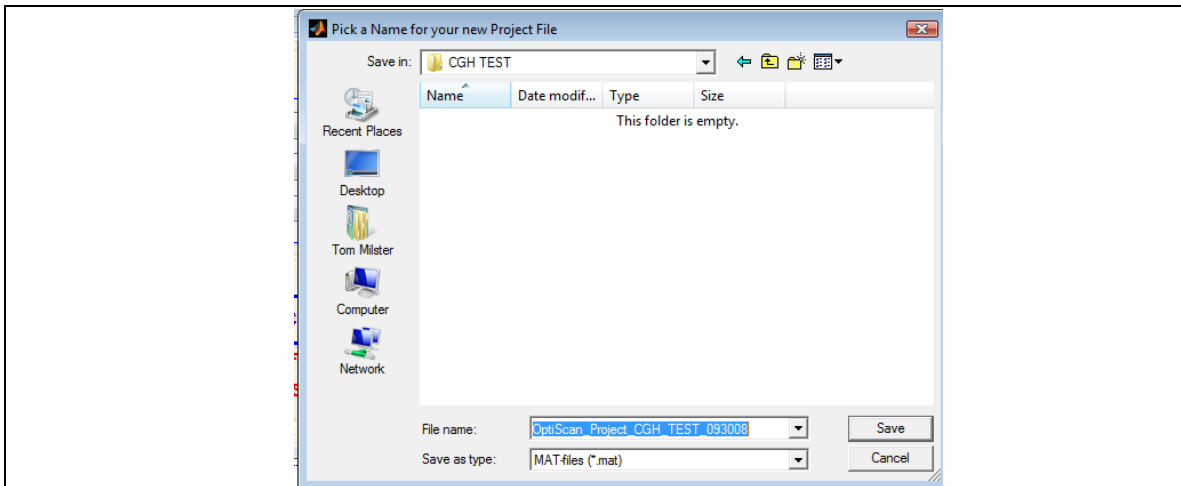 Pick a Name for your new Project File
Save in: CGH TEST
Name Date modif... Type Size
This folder is empty.
Recent Places
Desktop
Tom Milster
Computer
Network
File name: OptiScan_Project_CGH_TEST_093008 Save
Save as type: MAT-files (*.mat) Cancel